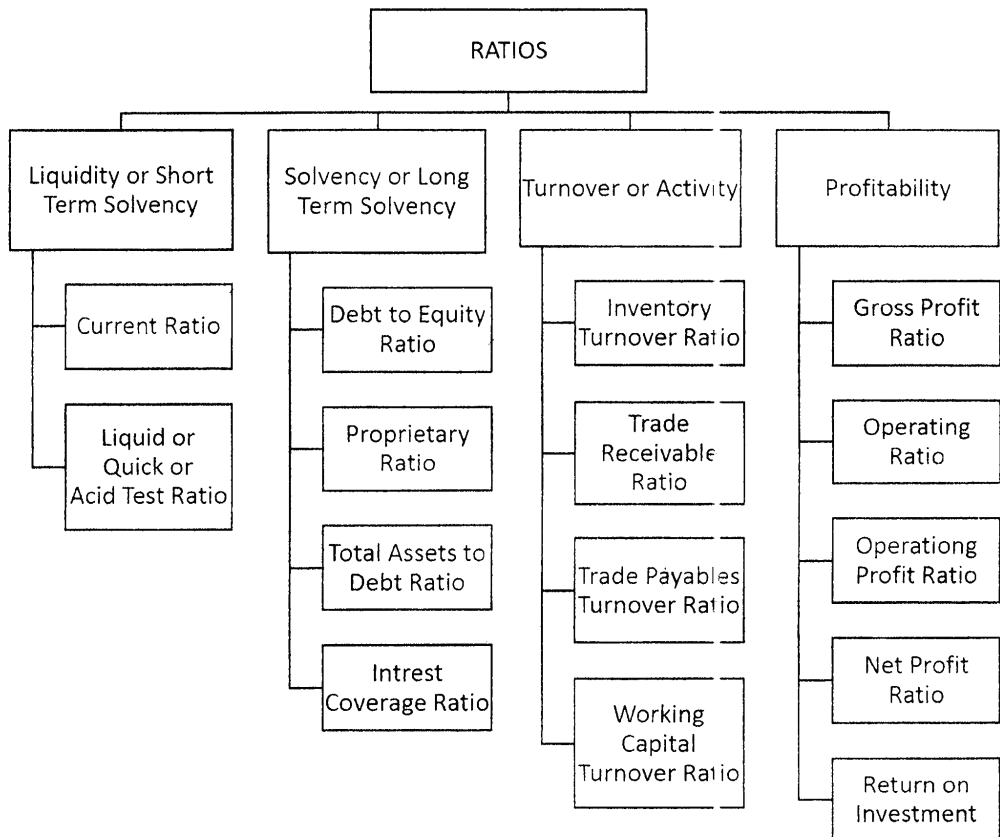 RATIOS
Liquidity or Short
Term Solvency
Current Ratio
Liquid or
Quick or
Acid Test Ratio
Solvency or Long
Term Solvency
Debt to Equity
Ratio
Proprietary
Ratio
Total Assets to
Debt Ratio
Intrest
Coverage Ratio
Turnover or Activity
Inventory
Turnover Ratio
Trade
Receivable
Ratio
Trade Payables
Turnover Ratio
Working
Capital
Turnover Ratio
Profitability
Gross Profit
Ratio
Operating
Ratio
Operationg
Profit Ratio
Net Profit
Ratio
Return on
Investment